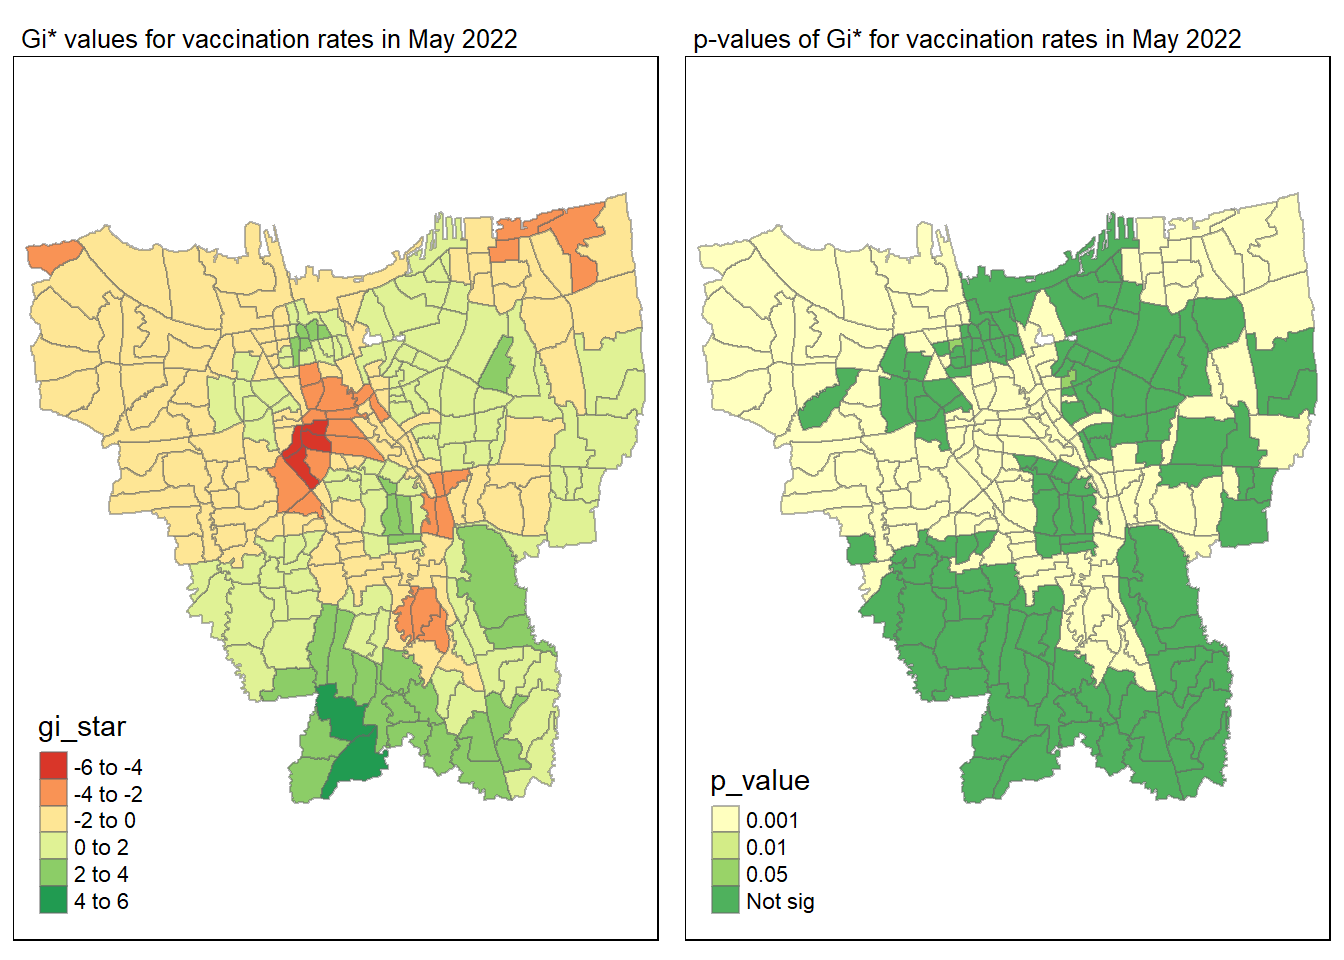 Gi* values for vaccination rates in May 2022
gi_star
-6 to -4
-4 to -2
-2 to 0
0 to 2
2 to 4
4 to 6
p-values of Gi* for vaccination rates in May 2022
p_value
0.001
0.01
0.05
Not sig